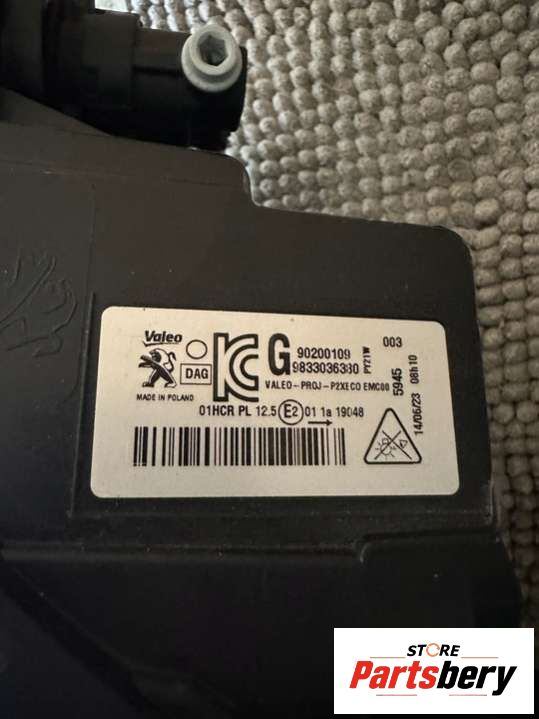 Valeo
DAG
MADE IN POLAND
KC
G
90200109
9833036380
PY21W
003
VALEO-PROJ-P2XECO EMC00
5945
14/06/23 08h10
01HCR PL 12.5 E2 01 1a 19048
STORE
Partsbery